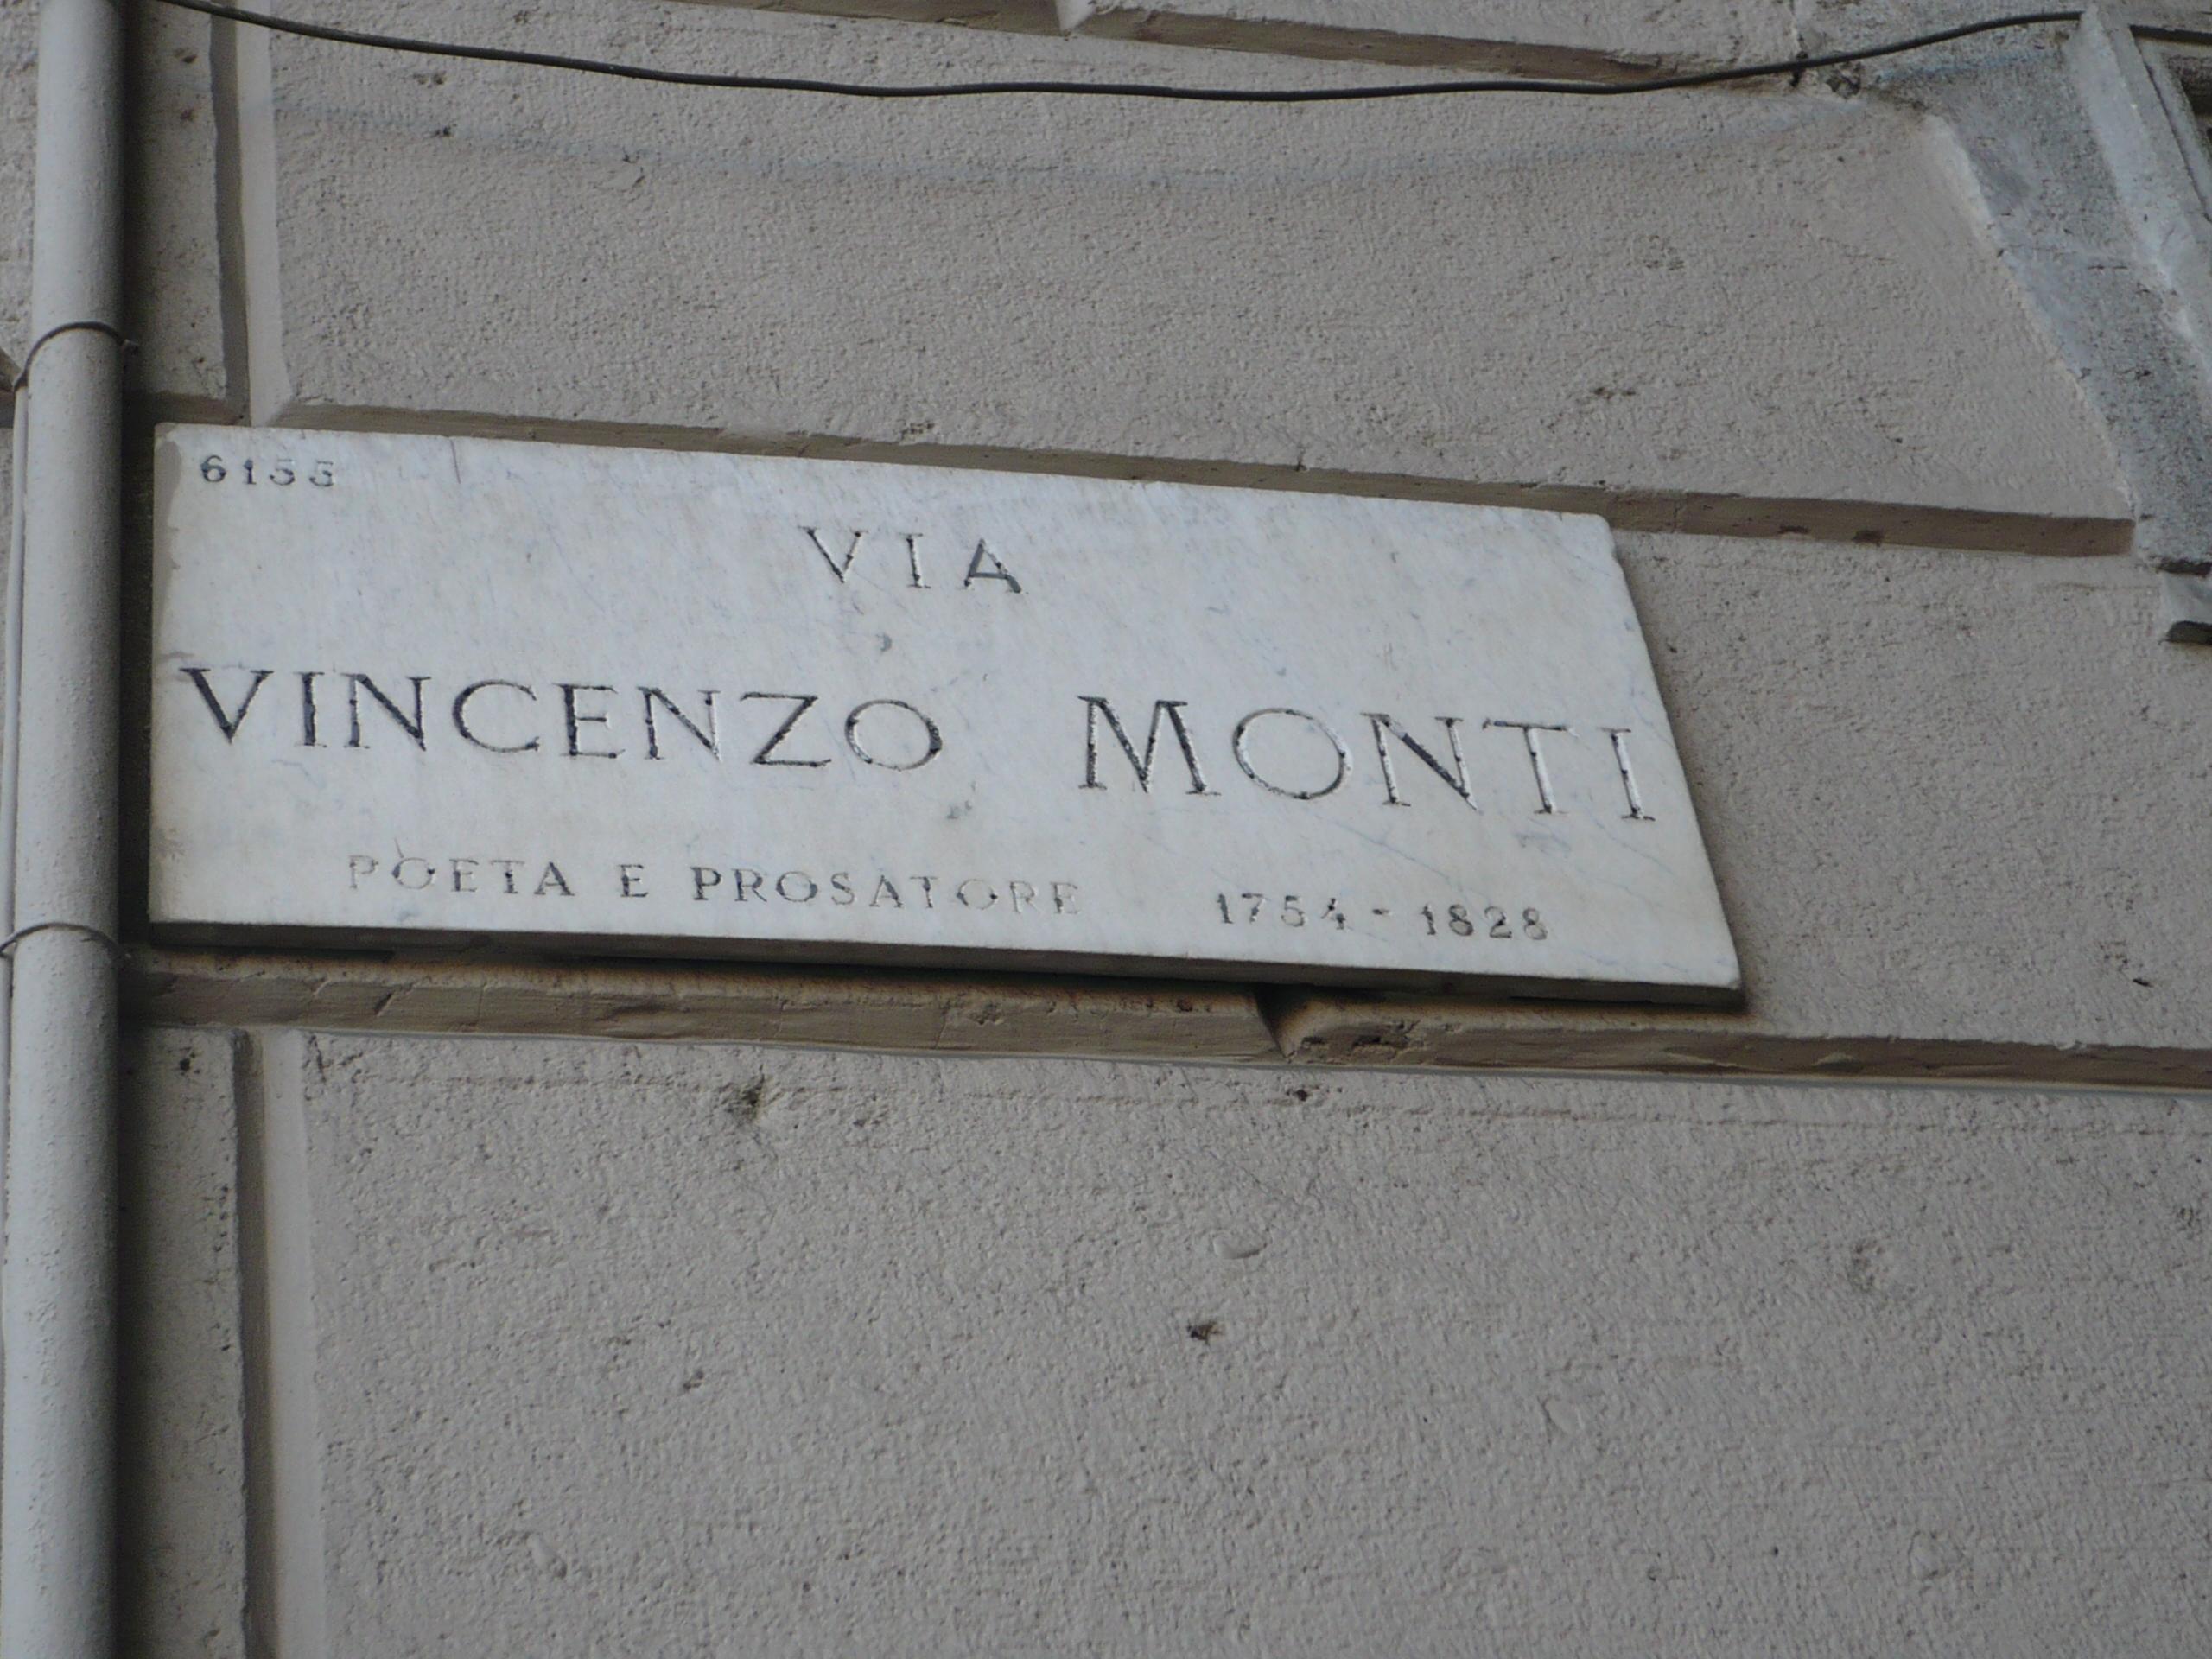 6155
VIA
VINCENZO MONTI
POETA E PROSATORE 1754 - 1828